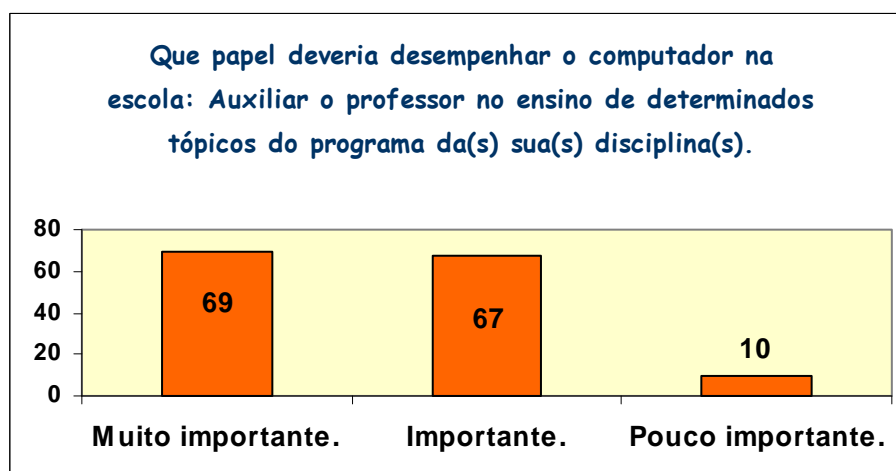 Que papel deveria desempenhar o computador na
escola: Auxiliar o professor no ensino de determinados
tópicos do programa da(s) sua(s) disciplina(s).
80
60
40
20
0
69
67
10
Muito importante.
Importante.
Pouco importante.